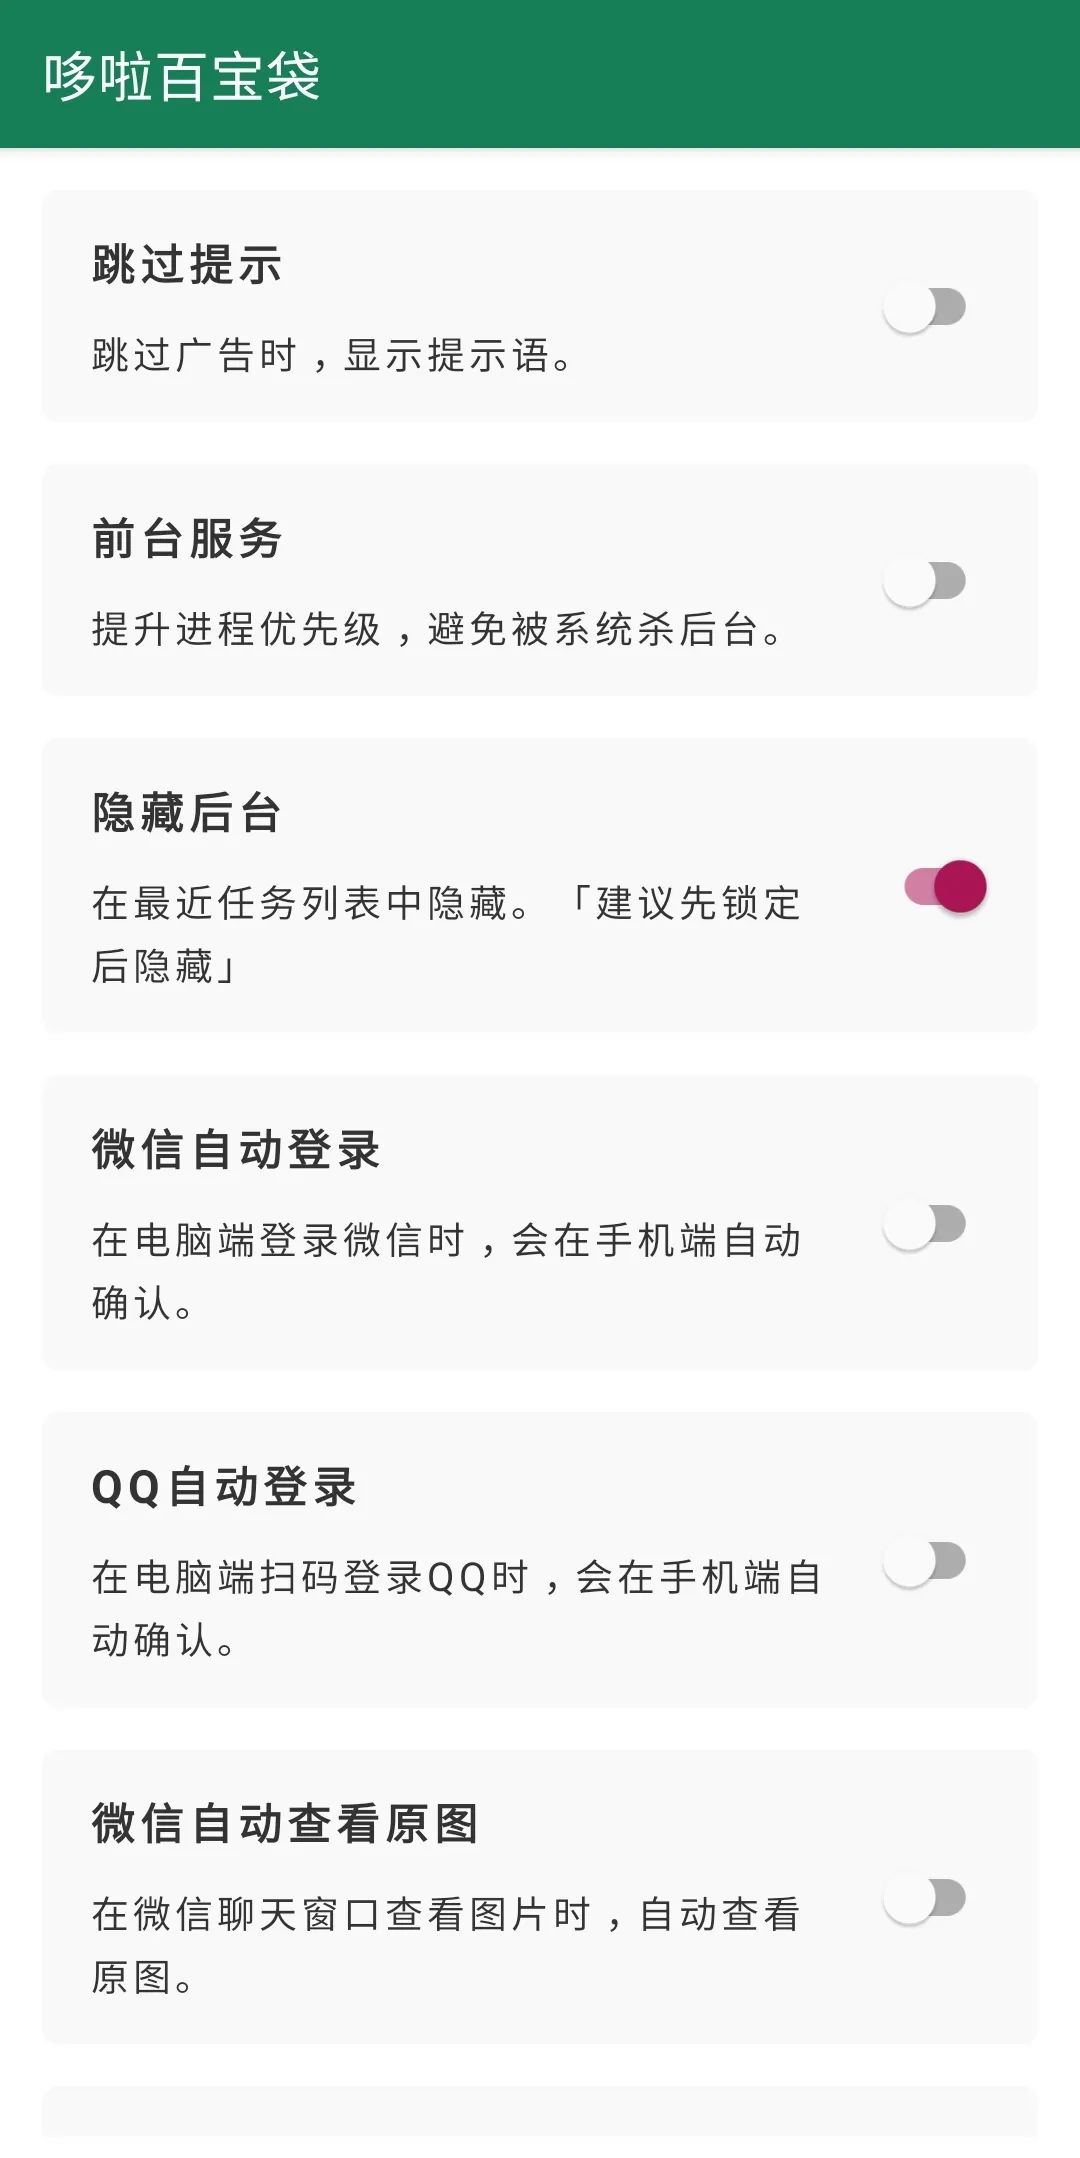 哆啦百宝袋
跳过提示
跳过广告时，显示提示语。
前台服务
提升进程优先级，避免被系统杀后台。
隐藏后台
在最近任务列表中隐藏。「建议先锁定
后隐藏」
微信自动登录
在电脑端登录微信时，会在手机端自动
确认。
QQ自动登录
在电脑端扫码登录QQ时，会在手机端自
动确认。
微信自动查看原图
在微信聊天窗口查看图片时，自动查看
原图。